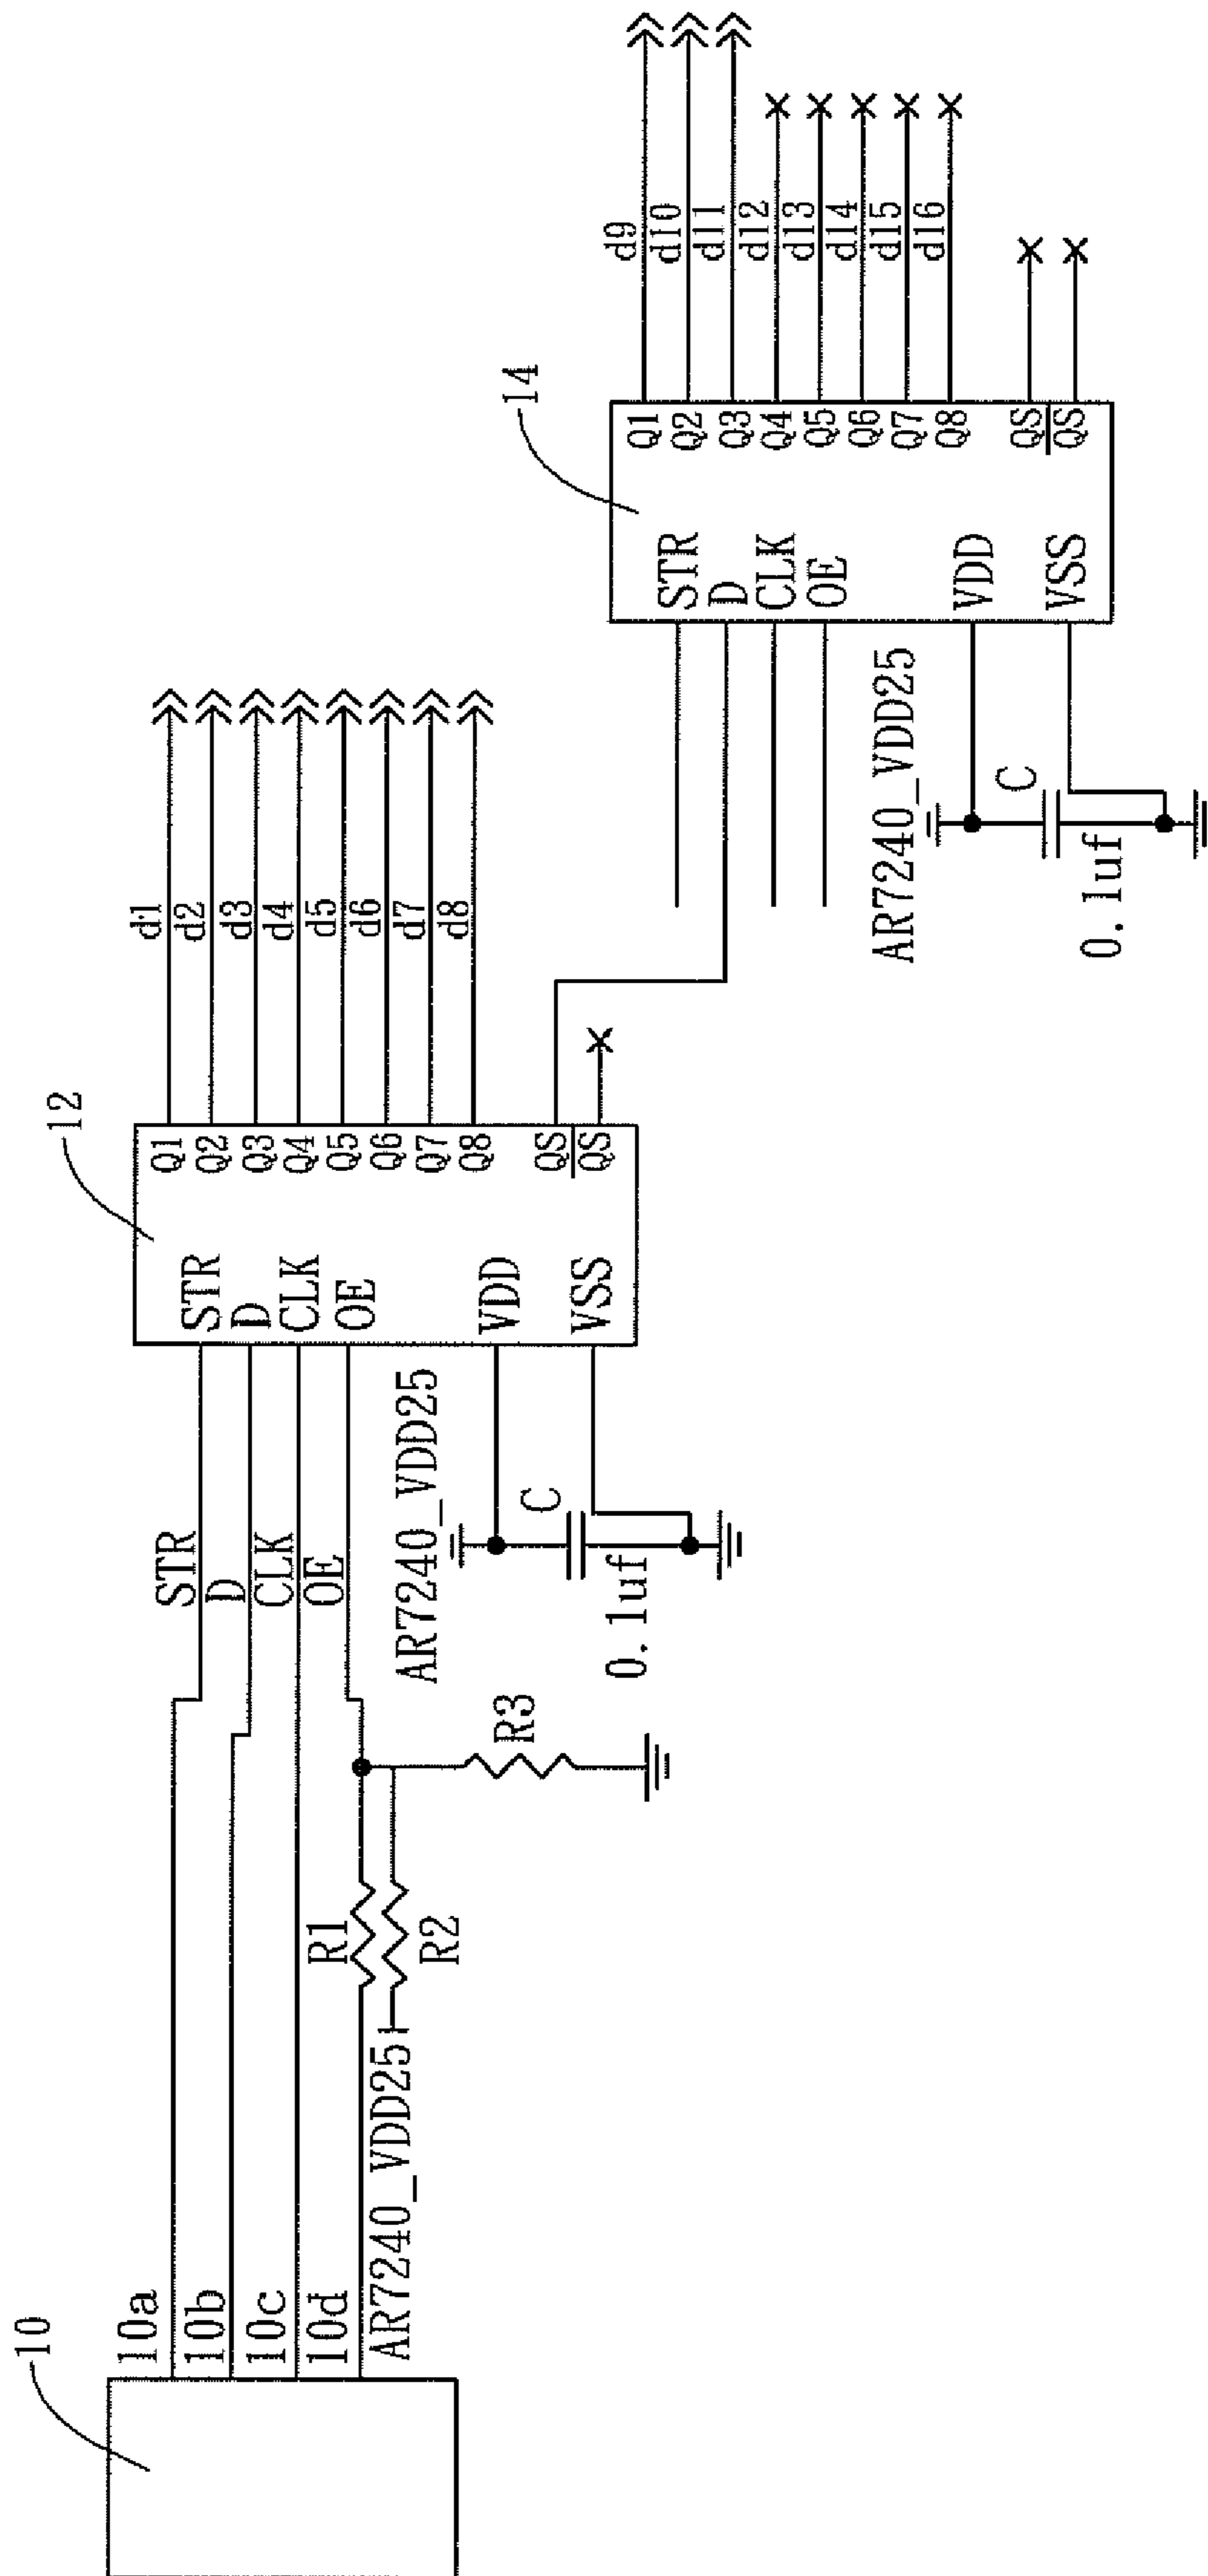 10
10a
10b
10c
10d
R1
R2
AR7240_VDD25
R3
STR
D
CLK
OE
12
STR
D
CLK
OE
VDD
VSS
Q1
Q2
Q3
Q4
Q5
Q6
Q7
Q8
QS
QS
AR7240_VDD25
C
0.1uf
d1
d2
d3
d4
d5
d6
d7
d8
14
STR
D
CLK
OE
VDD
VSS
Q1
Q2
Q3
Q4
Q5
Q6
Q7
Q8
QS
QS
AR7240_VDD25
C
0.1uf
d9
d10
d11
d12
d13
d14
d15
d16